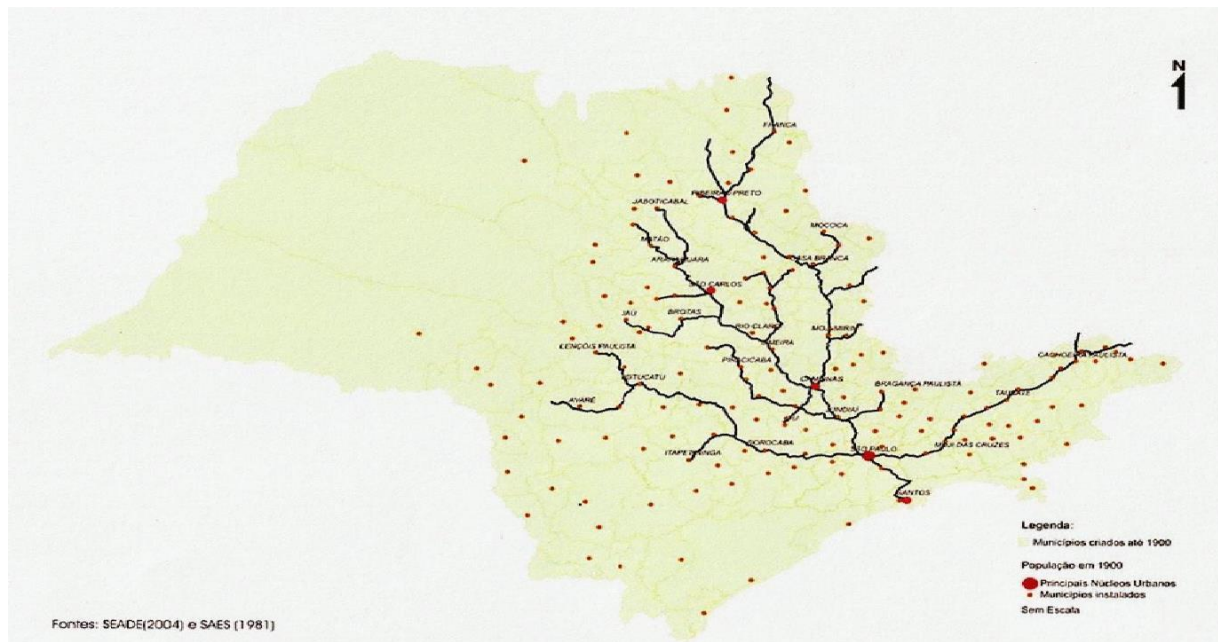 N
FRANCA
RIBEIRÃO PRETO
JABOTICABAL
MOCOCA
MATÃO
ARARAQUARA
CASA BRANCA
SÃO CARLOS
JAÚ
BROTAS
RIO CLARO
MOJI MIRIM
LIMEIRA
LENÇÓIS PAULISTA
CACHOEIRA PAULISTA
PIRACICABA
BOTUCATU
CAMPINAS
BRAGANÇA PAULISTA
TAUBATÉ
AVARÉ
ITU
JUNDIAÍ
SOROCABA
MOJI DAS CRUZES
ITAPETININGA
SÃO PAULO
SANTOS
Legenda:
Municípios criados até 1900
População em 1900
Principais Núcleos Urbanos
Municípios instalados
Sem Escala
Fontes: SEADE(2004) e SAES (1981)